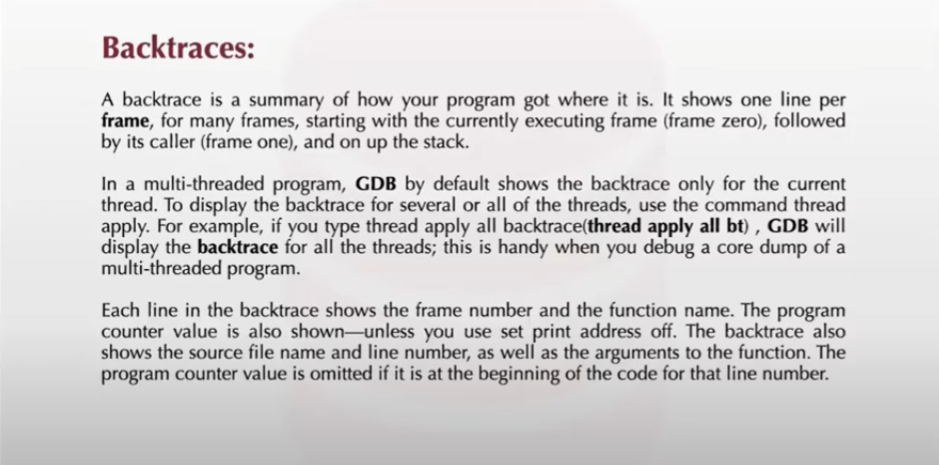 Backtraces:
A backtrace is a summary of how your program got where it is. It shows one line per
frame, for many frames, starting with the currently executing frame (frame zero), followed
by its caller (frame one), and on up the stack.
In a multi-threaded program, GDB by default shows the backtrace only for the current
thread. To display the backtrace for several or all of the threads, use the command thread
apply. For example, if you type thread apply all backtrace(thread apply all bt) , GDB will
display the backtrace for all the threads; this is handy when you debug a core dump of a
multi-threaded program.
Each line in the backtrace shows the frame number and the function name. The program
counter value is also shown—unless you use set print address off. The backtrace also
shows the source file name and line number, as well as the arguments to the function. The
program counter value is omitted if it is at the beginning of the code for that line number.